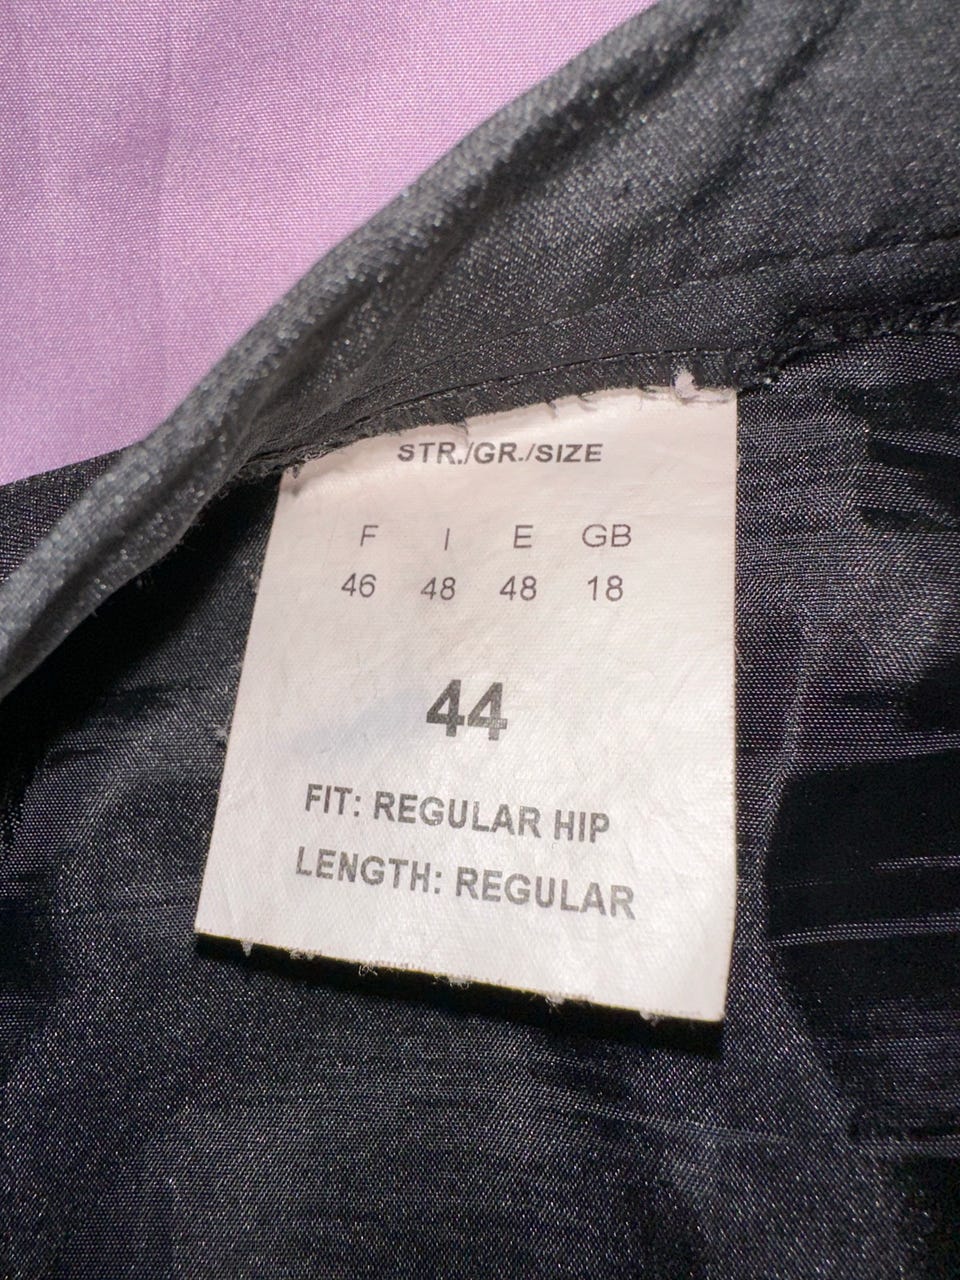 STR./GR./SIZE
F I E GB
46 48 48 18
44
FIT: REGULAR HIP
LENGTH: REGULAR